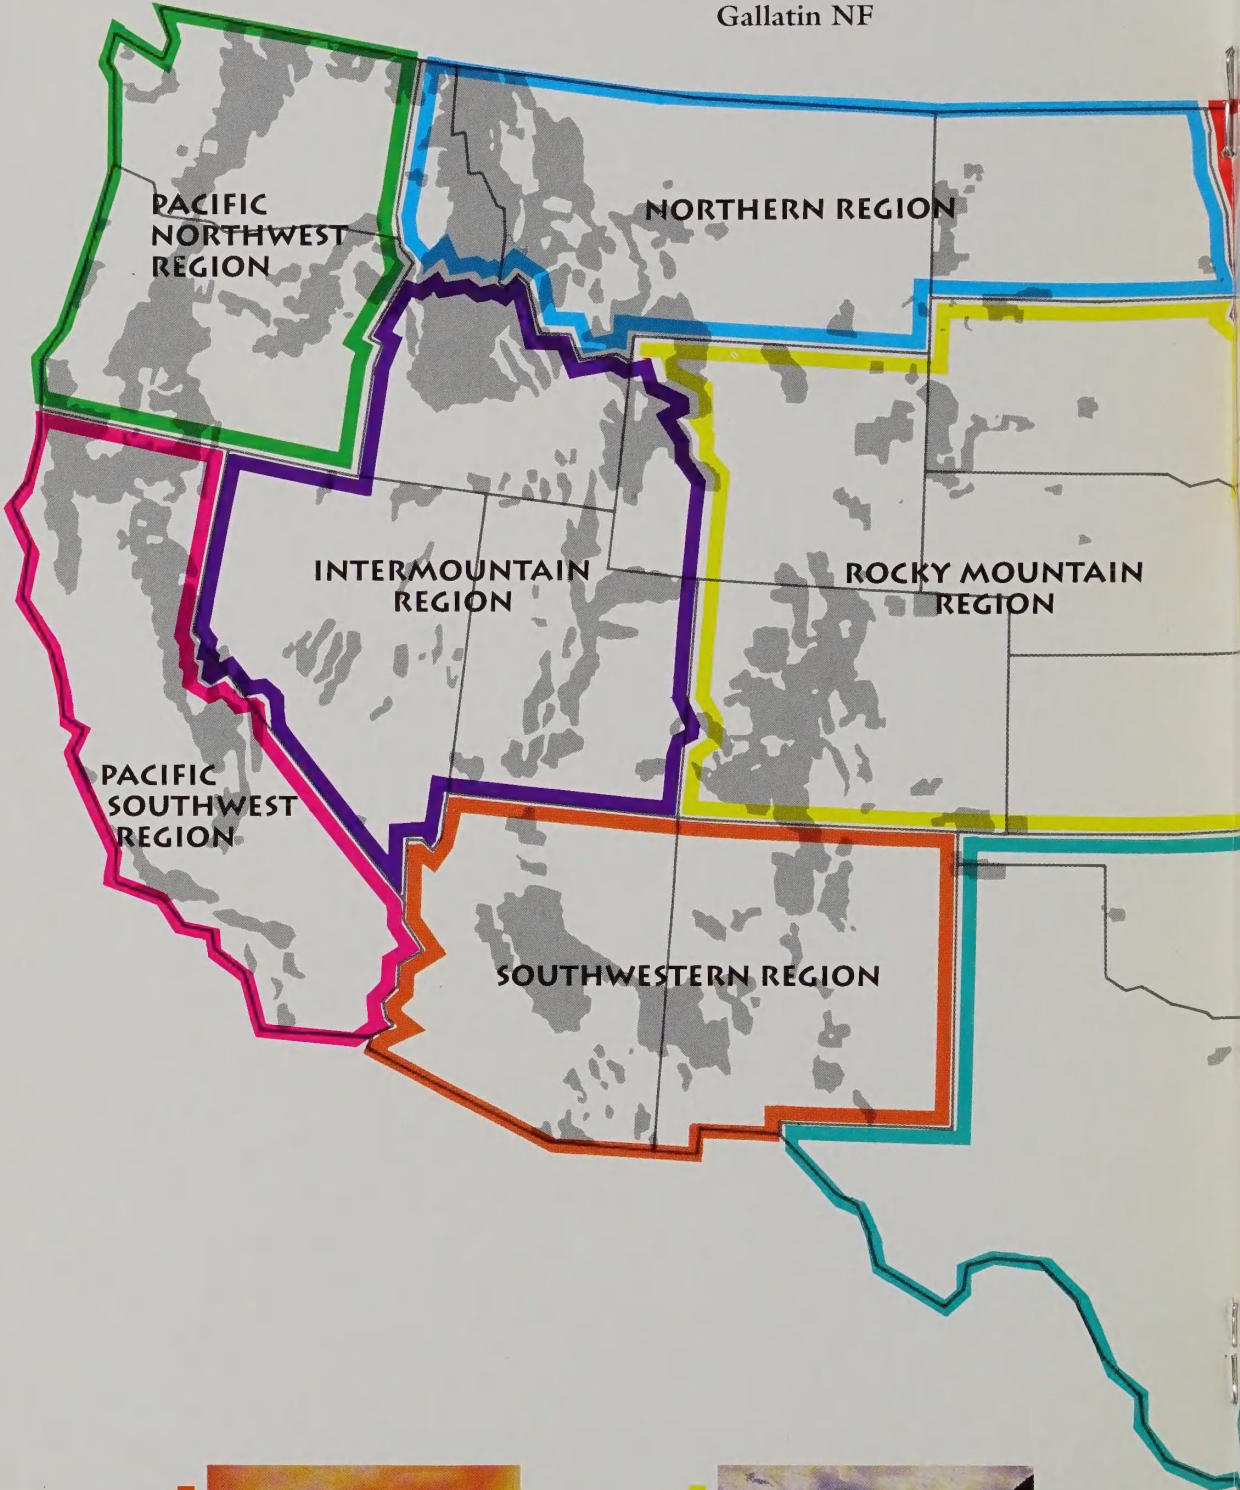 Gallatin NF
PACIFIC
NORTHWEST
REGION
NORTHERN REGION
INTERMOUNTAIN
REGION
ROCKY MOUNTAIN
REGION
PACIFIC
SOUTHWEST
REGION
SOUTHWESTERN REGION